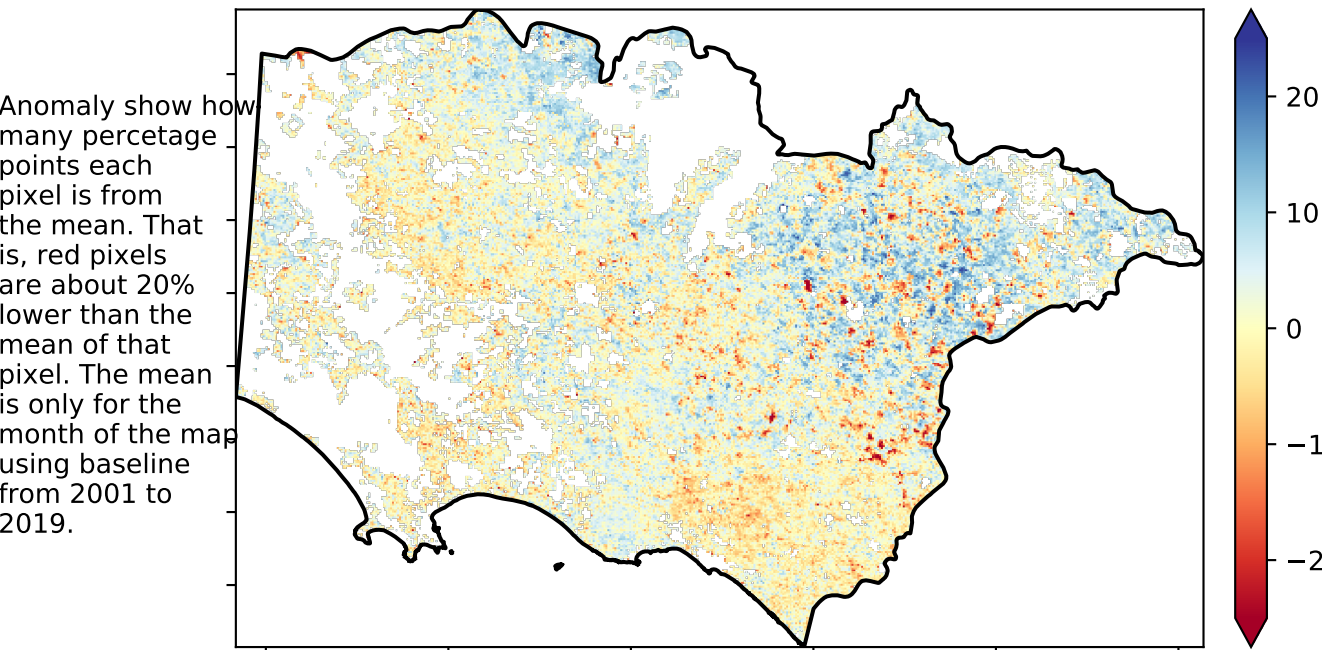 Anomaly show how
many percetage
points each
pixel is from
the mean. That
is, red pixels
are about 20%
lower than the
mean of that
pixel. The mean
is only for the
month of the map
using baseline
from 2001 to
2019.
20
10
0
−1
−2